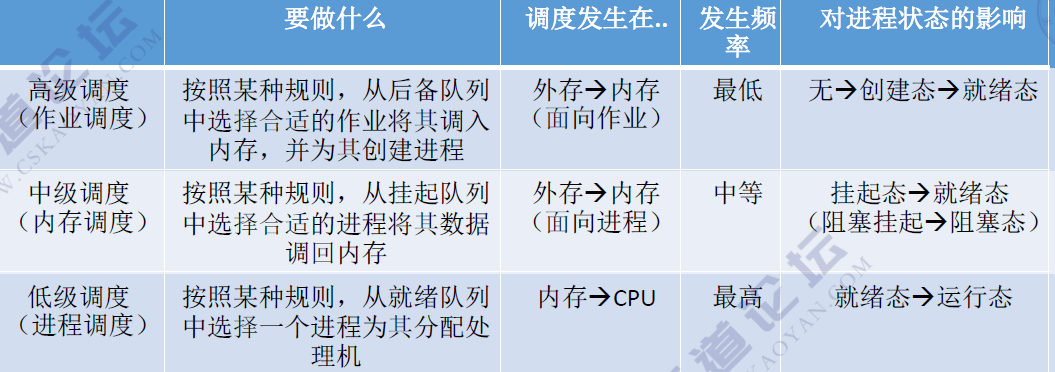 要做什么
调度发生在..
发生频
率
对进程状态的影响
高级调度
（作业调度）
按照某种规则，从后备队列
中选择合适的作业将其调入
内存，并为其创建进程
外存→内存
（面向作业）
最低
无→创建态→就绪态
中级调度
（内存调度）
按照某种规则，从挂起队列
中选择合适的进程将其数据
调回内存
外存→内存
（面向进程）
中等
挂起态→就绪态
（阻塞挂起→阻塞态）
低级调度
（进程调度）
按照某种规则，从就绪队列
中选择一个进程为其分配处
理机
内存→CPU
最高
就绪态→运行态
道论坛
WWW.CSKAOYAN.COM
道论坛